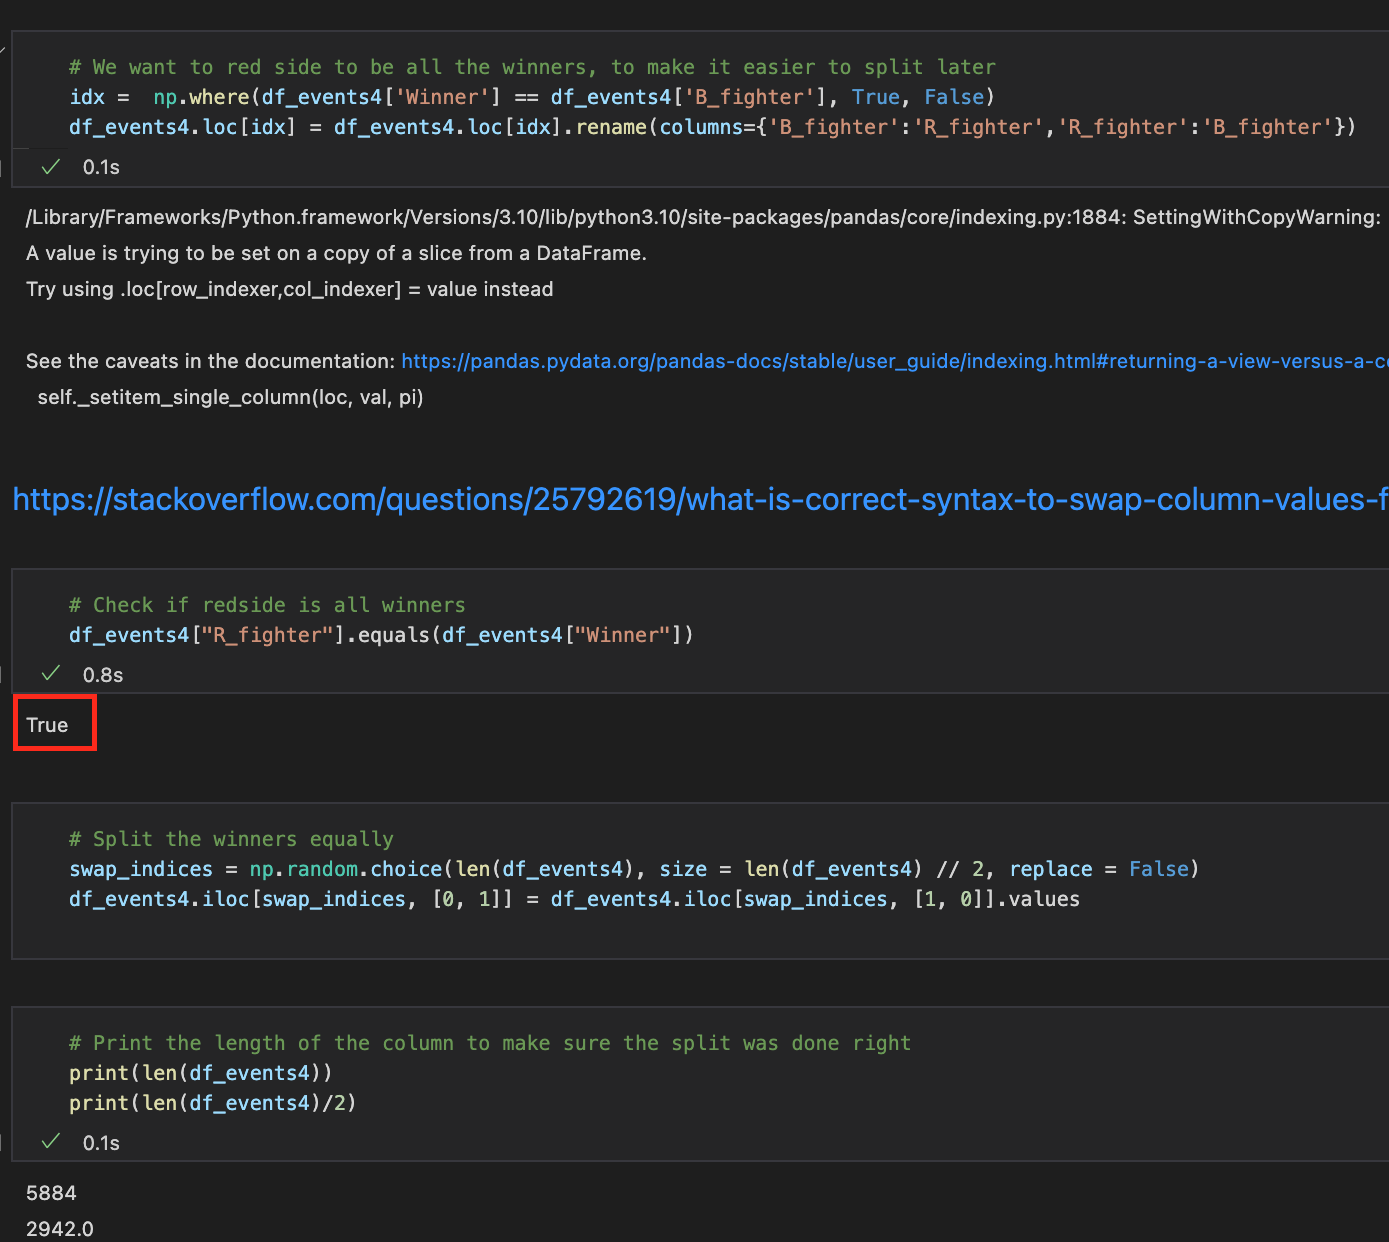 # We want to red side to be all the winners, to make it easier to split later
idx =  np.where(df_events4['Winner'] == df_events4['B_fighter'], True, False)
df_events4.loc[idx] = df_events4.loc[idx].rename(columns={'B_fighter':'R_fighter','R_fighter':'B_fighter'})
0.1s
/Library/Frameworks/Python.framework/Versions/3.10/lib/python3.10/site-packages/pandas/core/indexing.py:1884: SettingWithCopyWarning:
A value is trying to be set on a copy of a slice from a DataFrame.
Try using .loc[row_indexer,col_indexer] = value instead
See the caveats in the documentation: https://pandas.pydata.org/pandas-docs/stable/user_guide/indexing.html#returning-a-view-versus-a-c
self._setitem_single_column(loc, val, pi)
https://stackoverflow.com/questions/25792619/what-is-correct-syntax-to-swap-column-values-f
# Check if redside is all winners
df_events4["R_fighter"].equals(df_events4["Winner"])
0.8s
True
# Split the winners equally
swap_indices = np.random.choice(len(df_events4), size = len(df_events4) // 2, replace = False)
df_events4.iloc[swap_indices, [0, 1]] = df_events4.iloc[swap_indices, [1, 0]].values
# Print the length of the column to make sure the split was done right
print(len(df_events4))
print(len(df_events4)/2)
0.1s
5884
2942.0